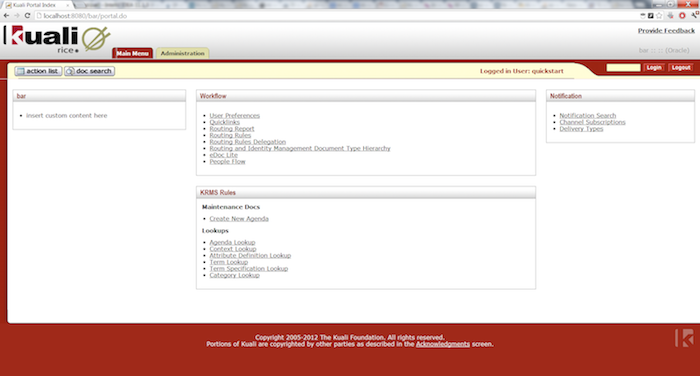 Kuali Portal Index
localhost:8080/bar/portal.do
Kuali
rice
Provide Feedback
Main Menu
Administration
bar :: :: (Oracle)
action list
doc search
Logged in User: quickstart
Login
Logout
bar
insert custom content here
Workflow
User Preferences
Quicklinks
Routing Report
Routing Rules
Routing Rules Delegation
Routing and Identity Management Document Type Hierarchy
eDoc Lite
People Flow
KRMS Rules
Maintenance Docs
Create New Agenda
Lookups
Agenda Lookup
Context Lookup
Attribute Definition Lookup
Term Lookup
Term Specification Lookup
Category Lookup
Notification
Notification Search
Channel Subscriptions
Delivery Types
Copyright 2005-2012 The Kuali Foundation. All rights reserved.
Portions of Kuali are copyrighted by other parties as described in the Acknowledgments screen.